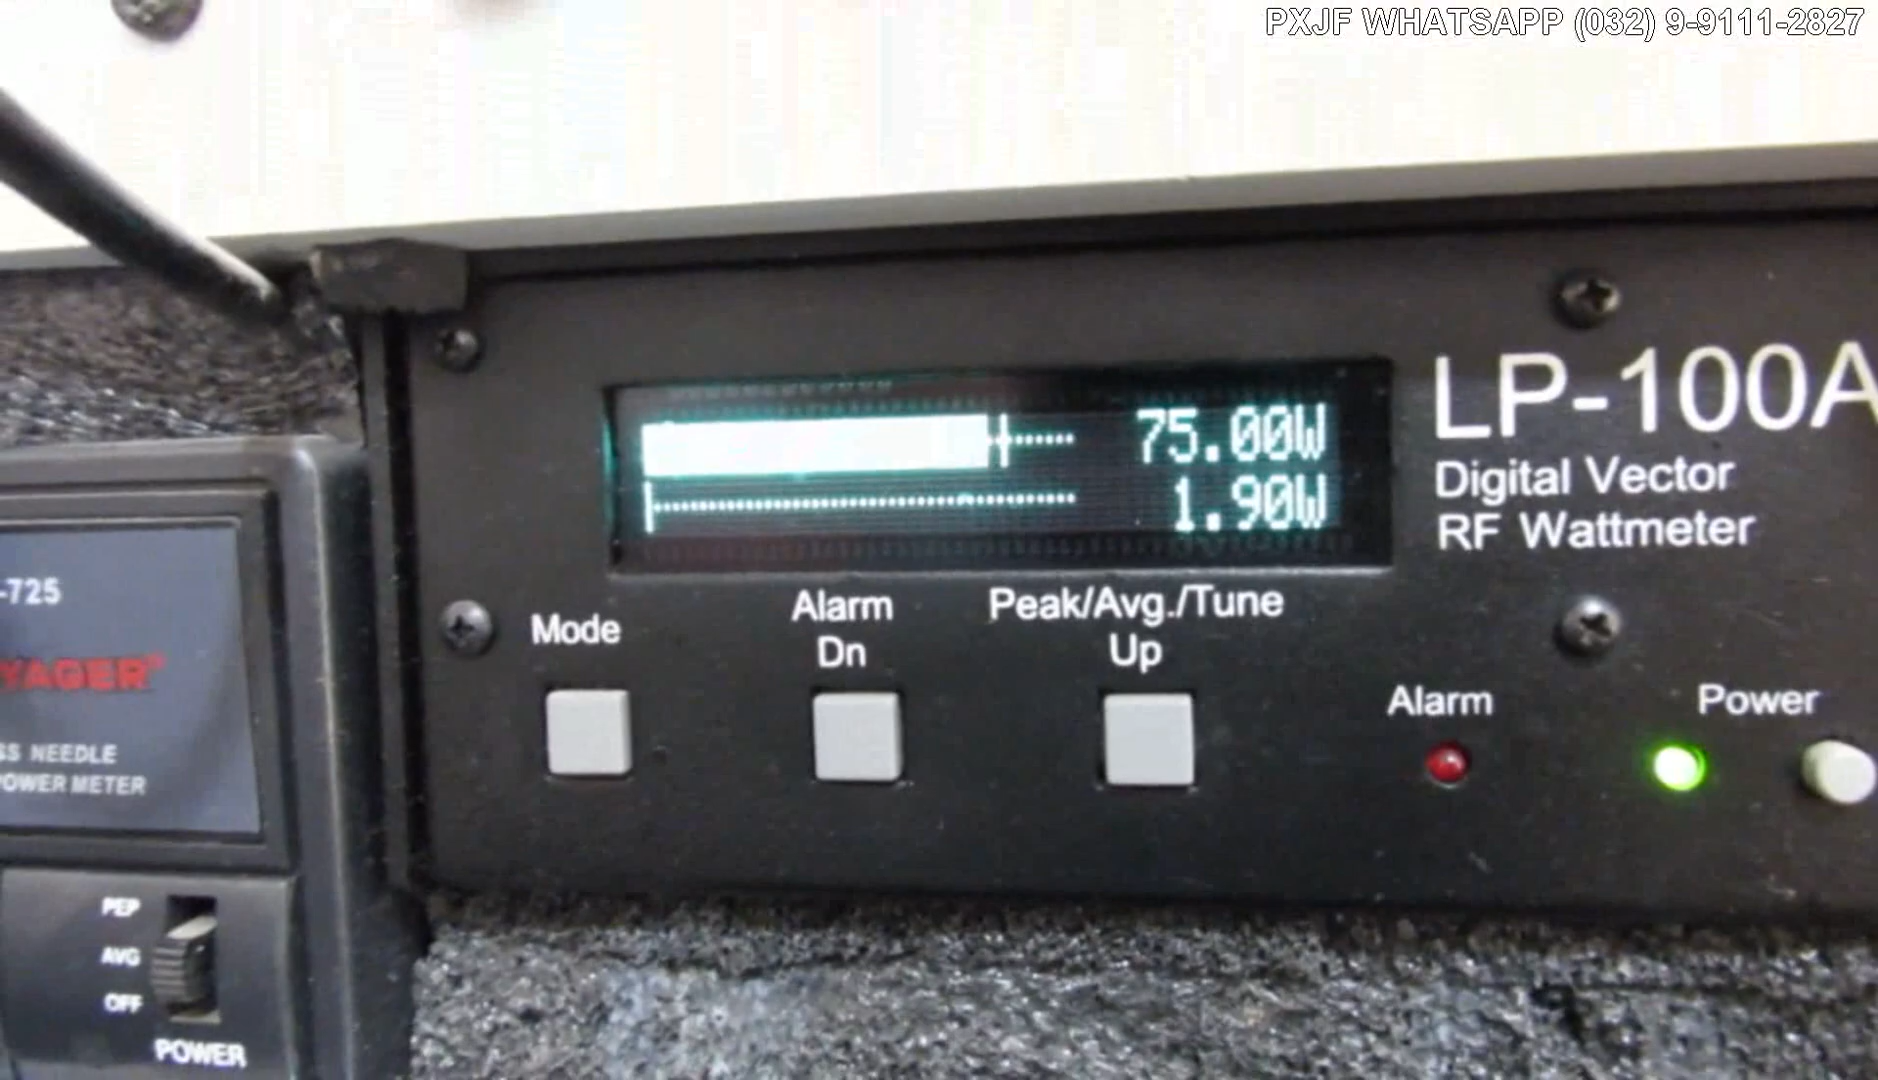 PXJF WHATSAPP (032) 9-9111-2827
75.00W
1.90W
LP-100A
Digital Vector
RF Wattmeter
Mode
Alarm
Dn
Peak/Avg./Tune
Up
Alarm
Power
-725
YAGER
SS NEEDLE
POWER METER
PEP
AVG
OFF
POWER